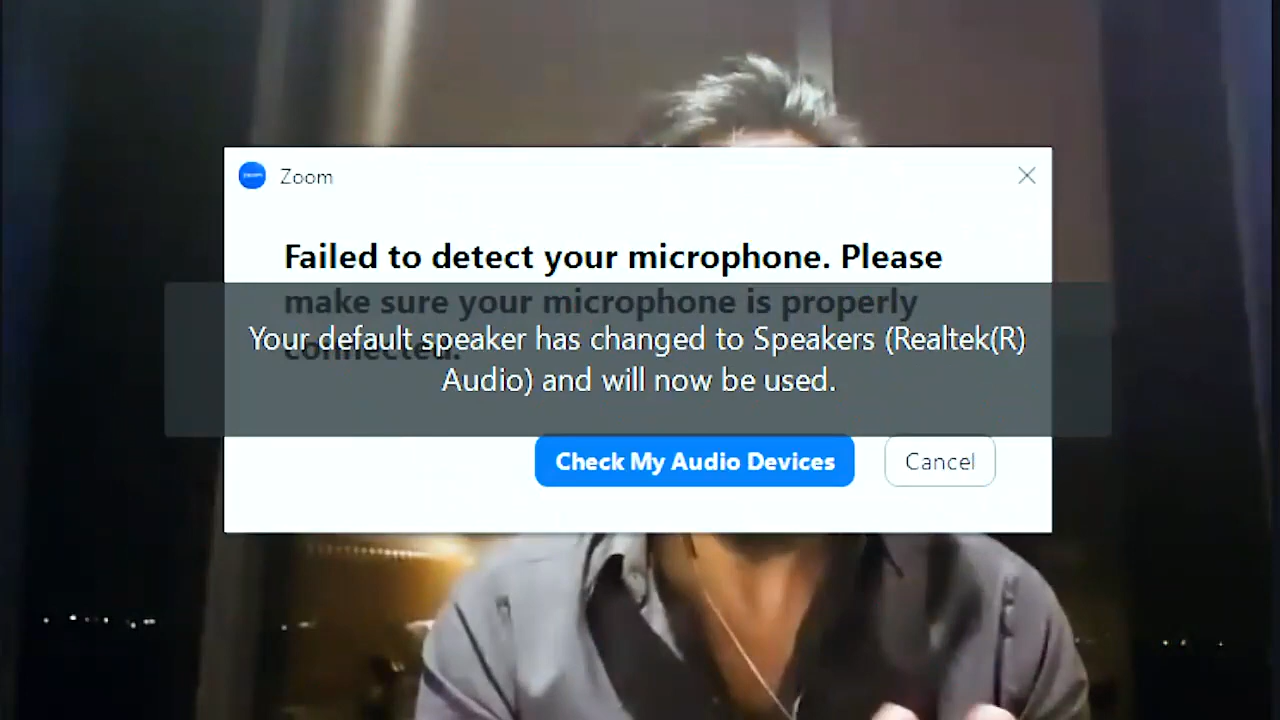 Zoom
Failed to detect your microphone. Please
make sure your microphone is properly
connected.
Your default speaker has changed to Speakers (Realtek(R)
Audio) and will now be used.
Check My Audio Devices
Cancel